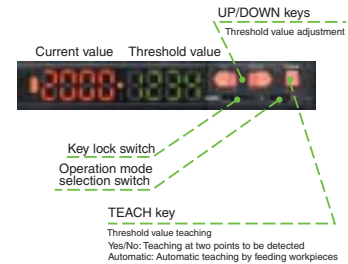 UP/DOWN keys
Threshold value adjustment
Current value Threshold value
2000 1234
Key lock switch
Operation mode
selection switch
TEACH key
Threshold value teaching
Yes/No: Teaching at two points to be detected
Automatic: Automatic teaching by feeding workpieces